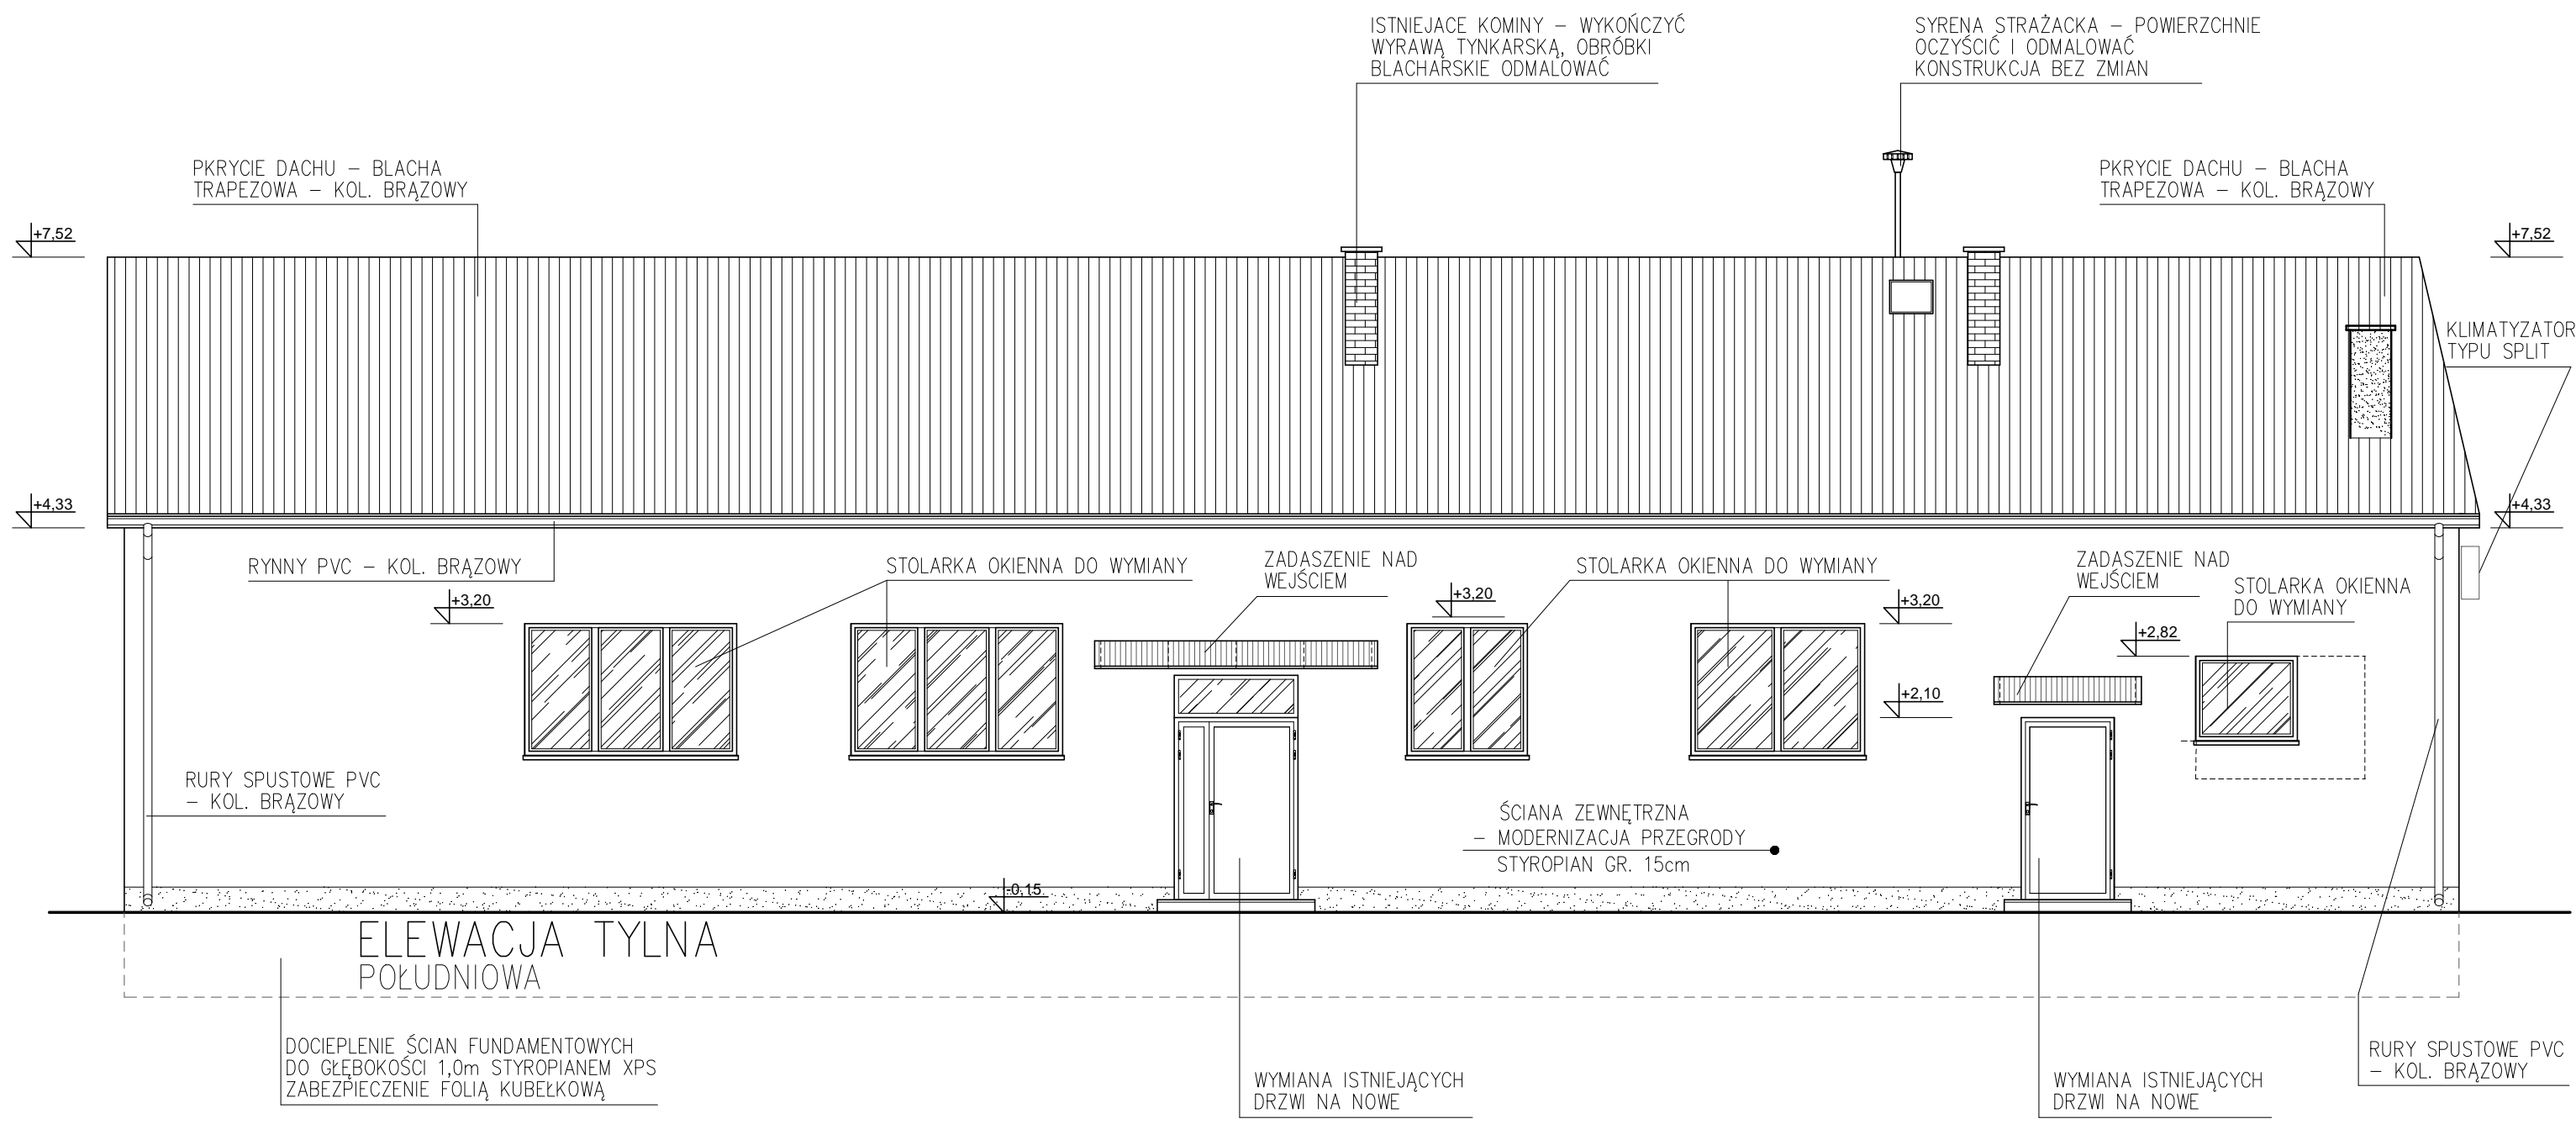 ISTNIEJACE KOMINY – WYKOŃCZYĆ
WYRAWĄ TYNKARSKĄ, OBRÓBKI
BLACHARSKIE ODMALOWAĆ
SYRENA STRAŻACKA – POWIERZCHNIE
OCZYŚCIĆ I ODMALOWAĆ
KONSTRUKCJA BEZ ZMIAN
PKRYCIE DACHU – BLACHA
TRAPEZOWA – KOL. BRĄZOWY
PKRYCIE DACHU – BLACHA
TRAPEZOWA – KOL. BRĄZOWY
+7,52
+7,52
KLIMATYZATOR
TYPU SPLIT
+4,33
+4,33
RYNNY PVC – KOL. BRĄZOWY
STOLARKA OKIENNA DO WYMIANY
ZADASZENIE NAD
WEJŚCIEM
STOLARKA OKIENNA DO WYMIANY
ZADASZENIE NAD
WEJŚCIEM
STOLARKA OKIENNA
DO WYMIANY
+3,20
+3,20
+3,20
+2,82
+2,10
RURY SPUSTOWE PVC
– KOL. BRĄZOWY
ŚCIANA ZEWNĘTRZNA
– MODERNIZACJA PRZEGRODY
STYROPIAN GR. 15cm
-0,15
ELEWACJA TYLNA
POŁUDNIOWA
DOCIEPLENIE ŚCIAN FUNDAMENTOWYCH
DO GŁĘBOKOŚCI 1,0m STYROPIANEM XPS
ZABEZPIECZENIE FOLIĄ KUBEŁKOWĄ
WYMIANA ISTNIEJĄCYCH
DRZWI NA NOWE
WYMIANA ISTNIEJĄCYCH
DRZWI NA NOWE
RURY SPUSTOWE PVC
– KOL. BRĄZOWY